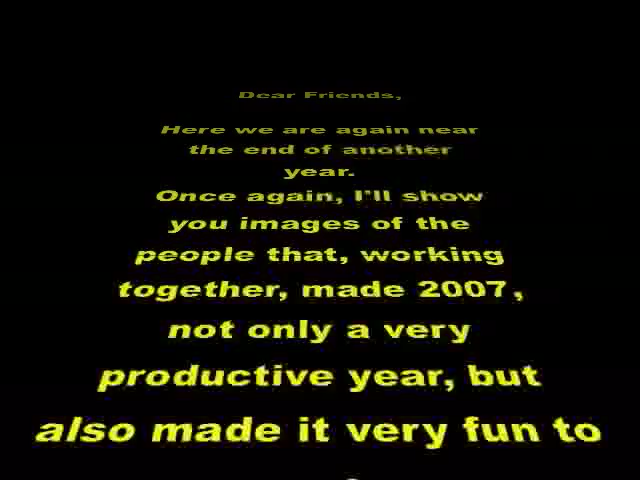 Dear Friends,
Here we are again near
the end of another
year.
Once again, I'll show
you images of the
people that, working
together, made 2007,
not only a very
productive year, but
also made it very fun to